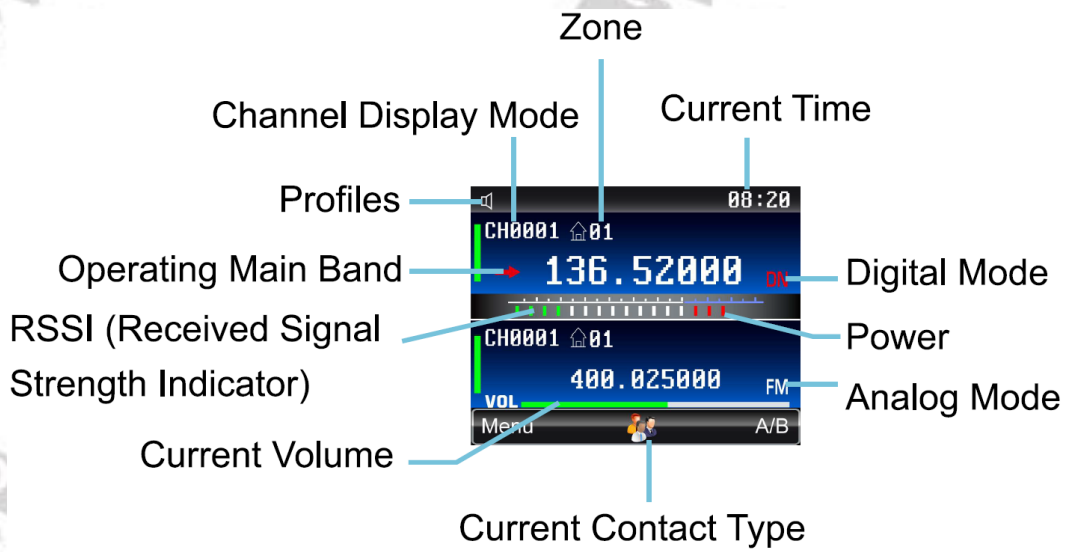 Zone
Channel Display Mode
Current Time
Profiles
08:20
CH0001 01
Operating Main Band
136.52000
DN
Digital Mode
RSSI (Received Signal
Strength Indicator)
Power
CH0001 01
400.025000
FM
Analog Mode
VOL
Menu
A/B
Current Volume
Current Contact Type